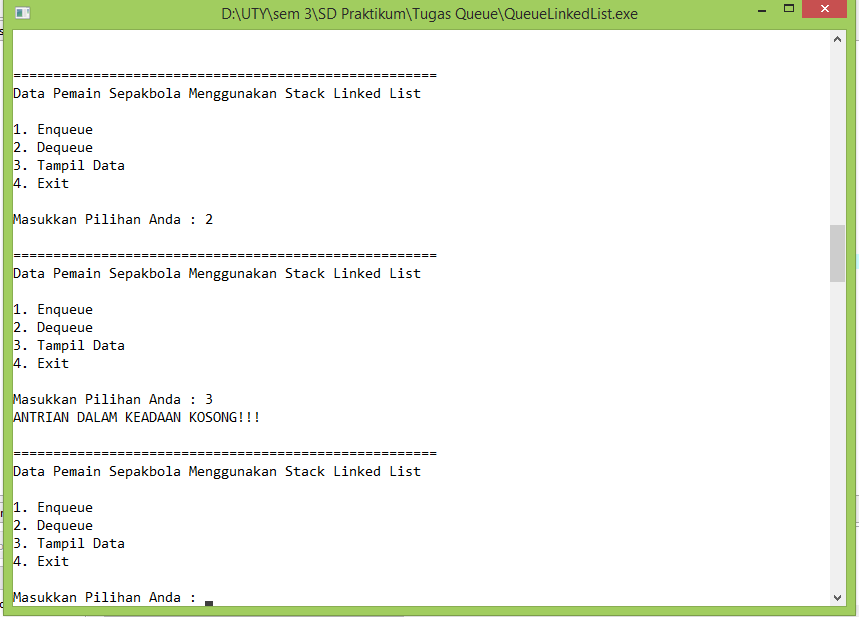 D:\UTY\sem 3\SD Praktikum\Tugas Queue\QueueLinkedList.exe
=====================================================
Data Pemain Sepakbola Menggunakan Stack Linked List
1. Enqueue
2. Dequeue
3. Tampil Data
4. Exit
Masukkan Pilihan Anda : 2
=====================================================
Data Pemain Sepakbola Menggunakan Stack Linked List
1. Enqueue
2. Dequeue
3. Tampil Data
4. Exit
Masukkan Pilihan Anda : 3
ANTRIAN DALAM KEADAAN KOSONG!!!
=====================================================
Data Pemain Sepakbola Menggunakan Stack Linked List
1. Enqueue
2. Dequeue
3. Tampil Data
4. Exit
Masukkan Pilihan Anda :